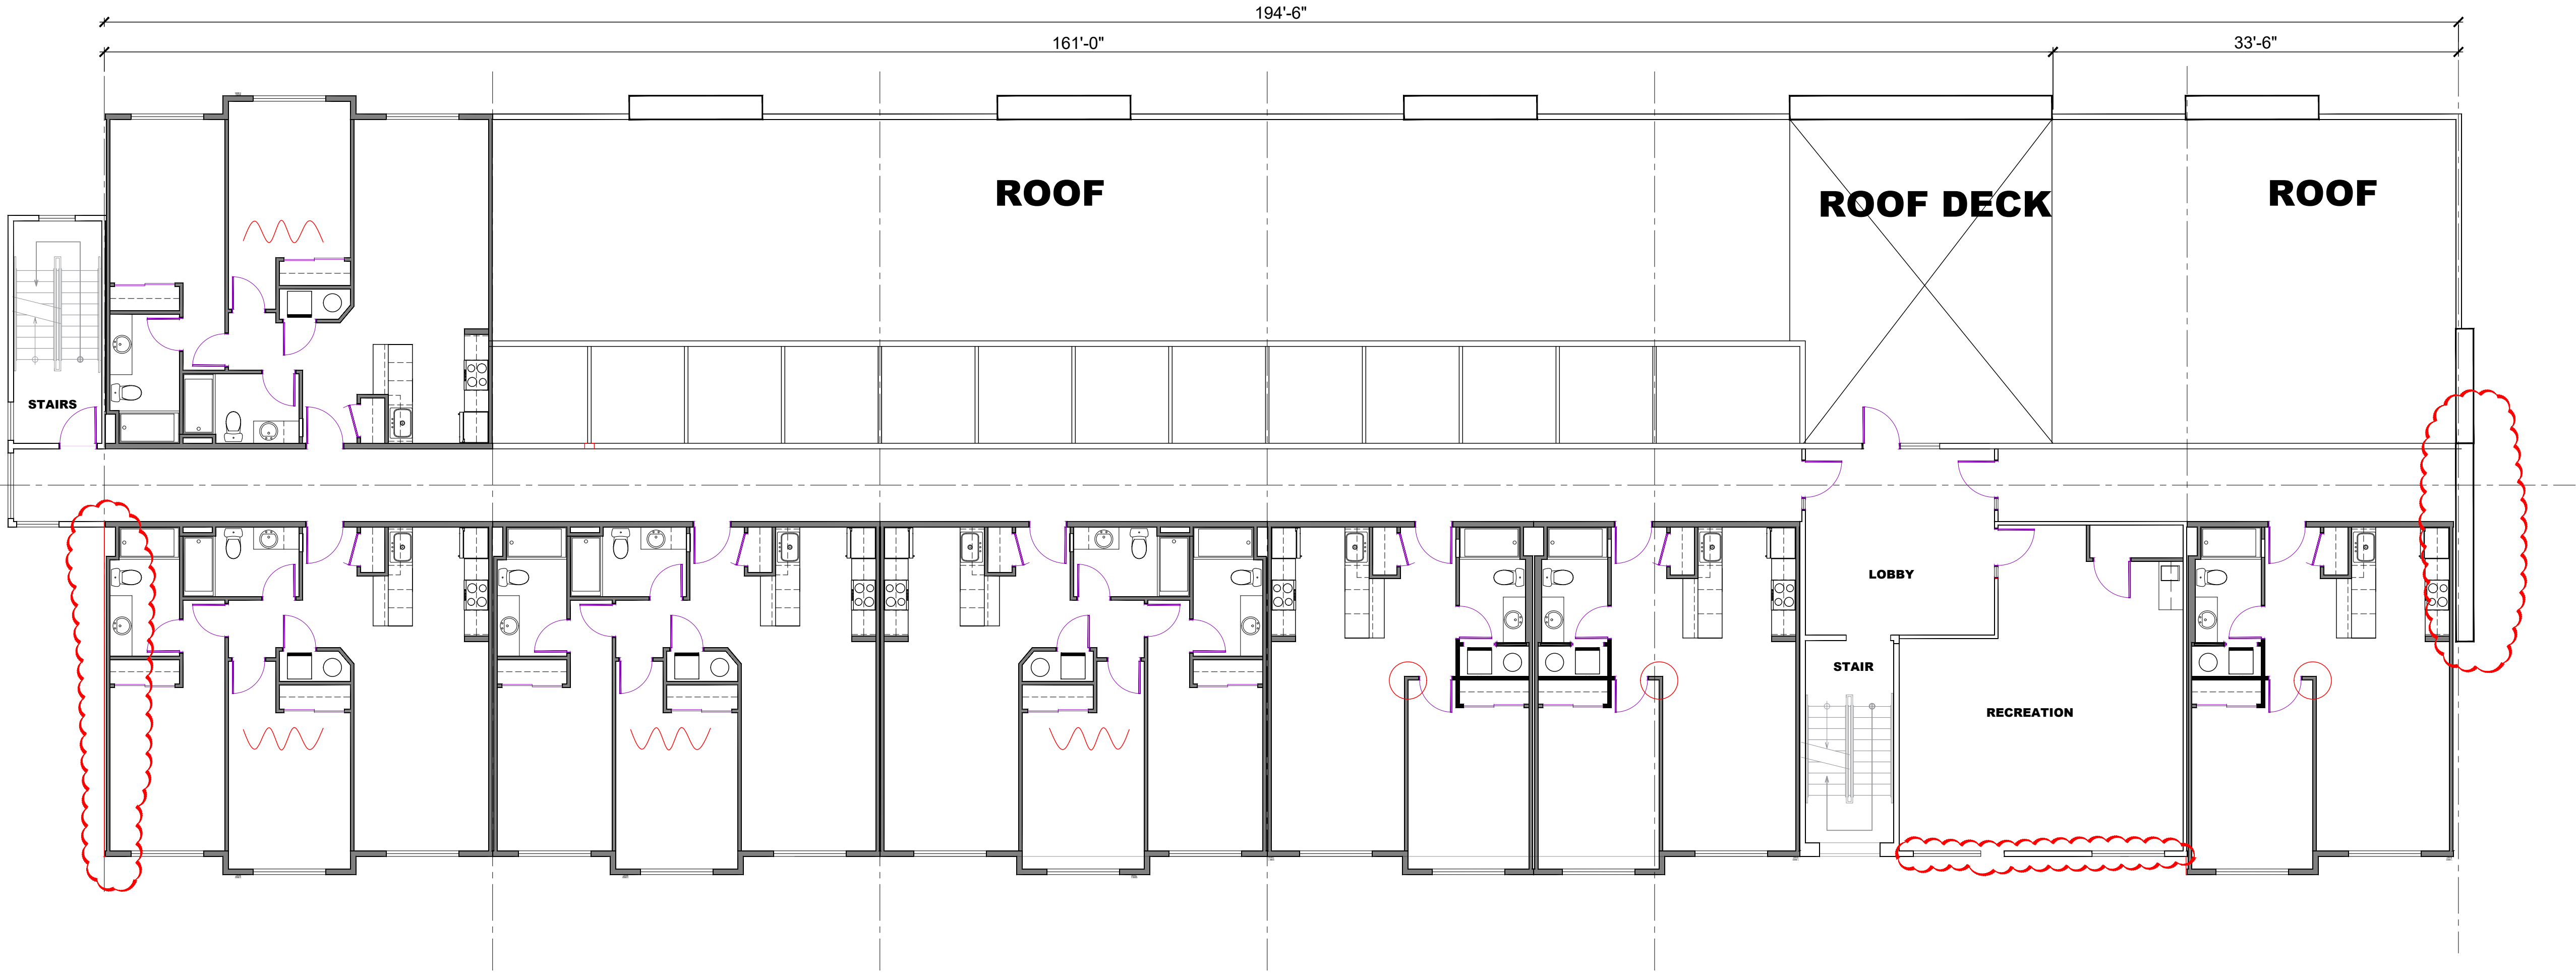 194'-6"
161'-0"
33'-6"
ROOF
ROOF DECK
ROOF
STAIRS
LOBBY
STAIR
RECREATION